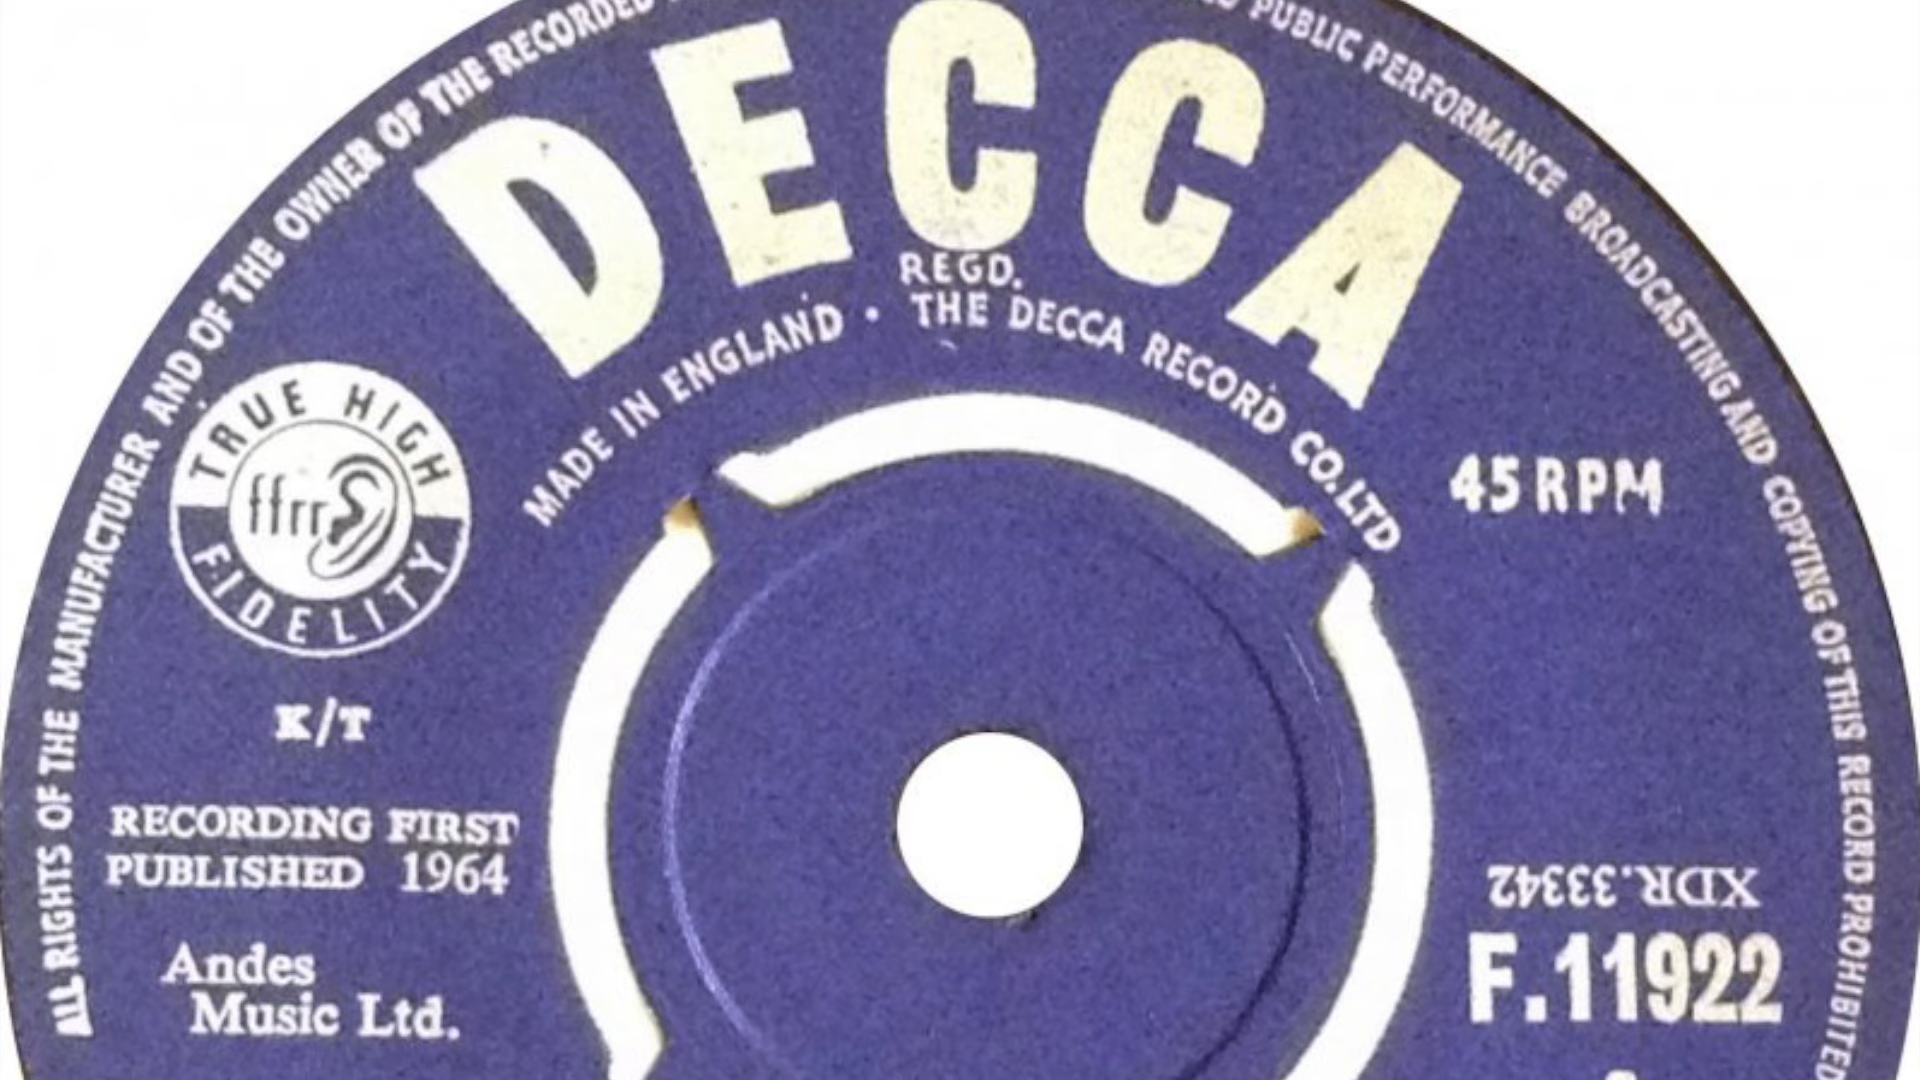 ALL RIGHTS OF THE MANUFACTURER AND OF THE OWNER OF THE RECORDED
PUBLIC PERFORMANCE BROADCASTING AND COPYING OF THIS RECORD PROHIBITED
DECCA
REGD.
MADE IN ENGLAND · THE DECCA RECORD CO. LTD
TRUE HIGH
ffrr
FIDELITY
45 RPM
K/T
RECORDING FIRST
PUBLISHED 1964
XDR.33342
Andes
Music Ltd.
F.11922